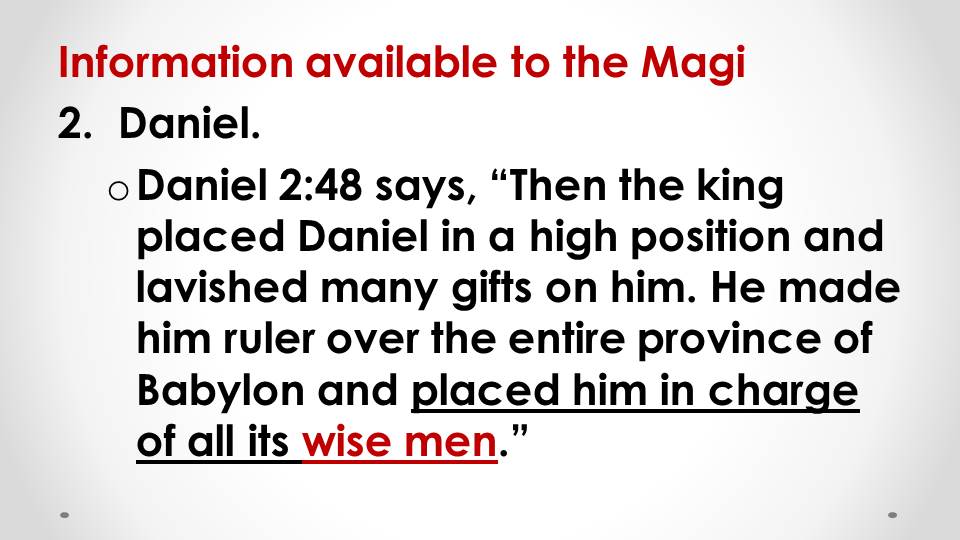 Information available to the Magi
2. Daniel.
o Daniel 2:48 says, “Then the king
placed Daniel in a high position and
lavished many gifts on him. He made
him ruler over the entire province of
Babylon and placed him in charge
of all its wise men.”